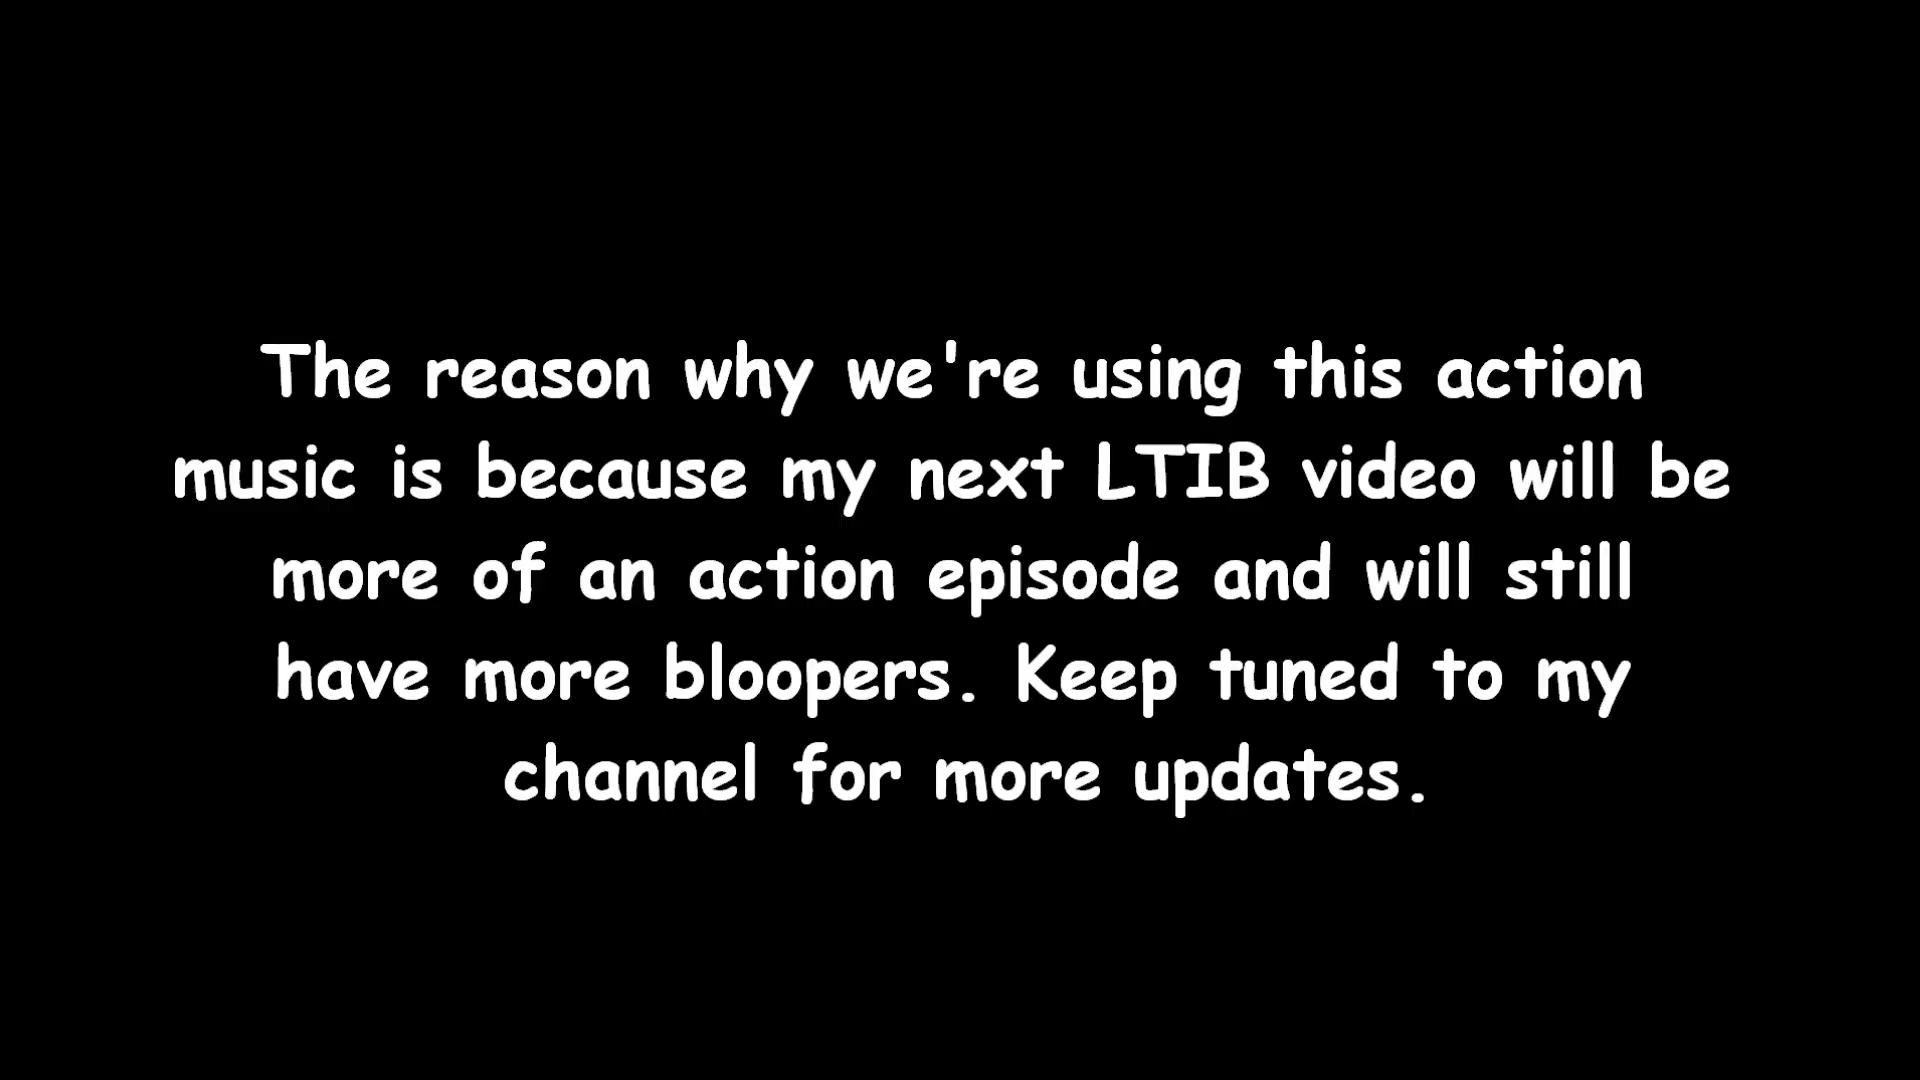 The reason why we're using this action
music is because my next LTIB video will be
more of an action episode and will still
have more bloopers. Keep tuned to my
channel for more updates.